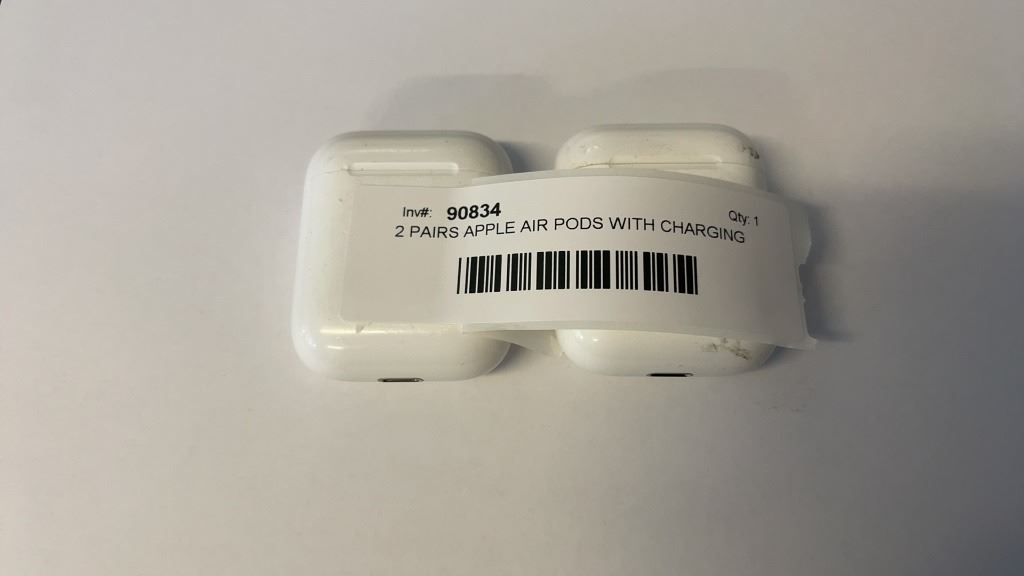 Inv#: 90834 Qty: 1
2 PAIRS APPLE AIR PODS WITH CHARGING